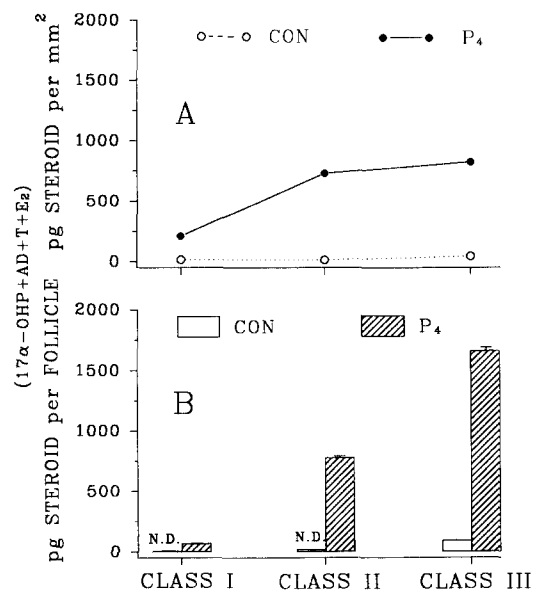 (17α-OHP+AD+T+E₂)
pg STEROID per mm²
2000
1500
1000
500
0
CON
P₄
A
pg STEROID per FOLLICLE
2000
1500
1000
500
0
CON
P₄
B
N.D.
N.D.
CLASS I
CLASS II
CLASS III